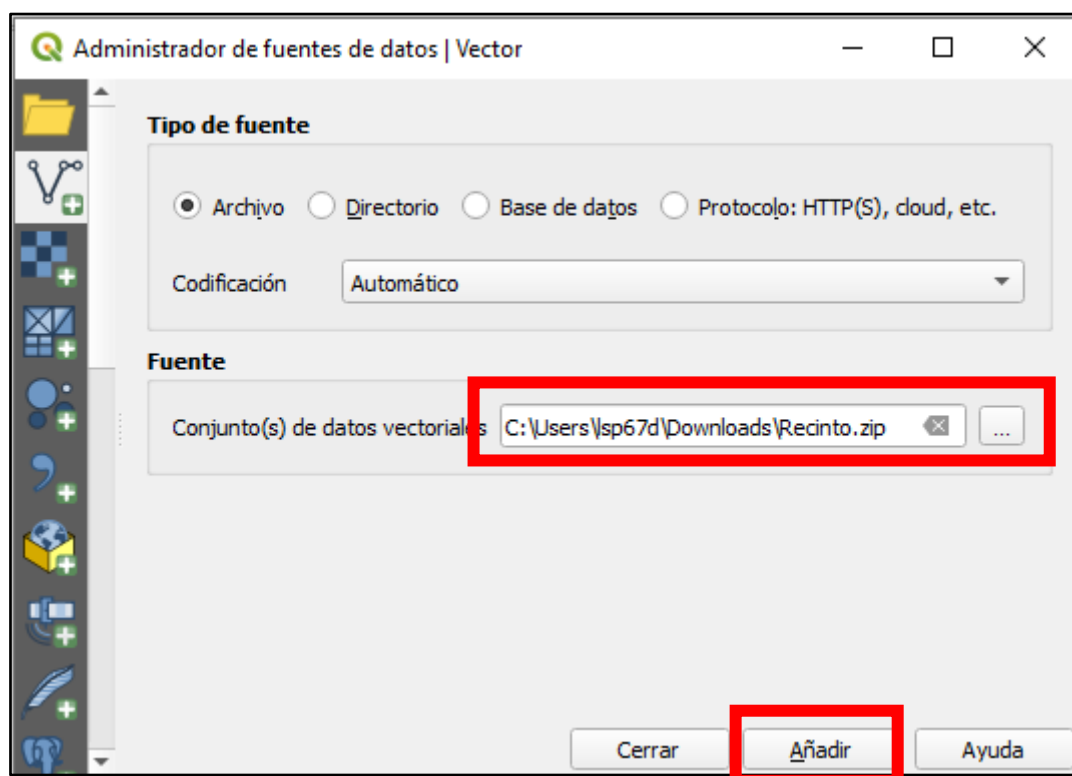 Administrador de fuentes de datos | Vector
Tipo de fuente
Archivo Directorio Base de datos Protocolo: HTTP(S), cloud, etc.
Codificación Automático
Fuente
Conjunto(s) de datos vectoriales C:\Users\lsp67d\Downloads\Recinto.zip ...
Cerrar Añadir Ayuda